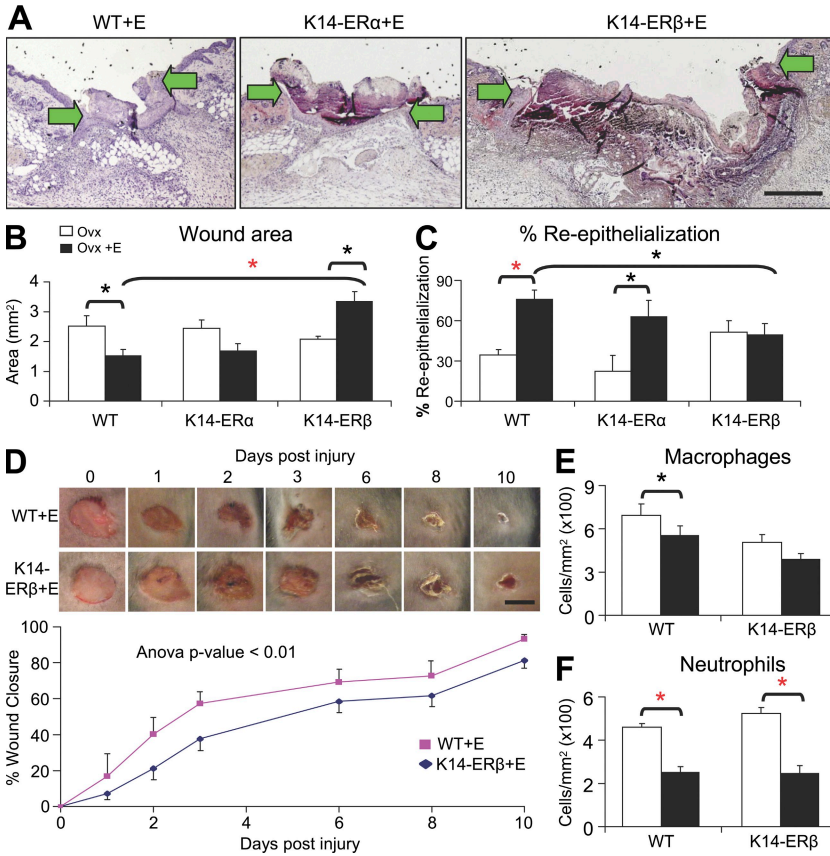 A
WT+E
K14-ERα+E
K14-ERβ+E
B
Wound area
Ovx
Ovx +E
*
*
*
Area (mm²)
4
3
2
1
0
WT
K14-ERα
K14-ERβ
C
% Re-epithelialization
*
*
*
% Re-epithelialization
90
60
30
0
WT
K14-ERα
K14-ERβ
D
Days post injury
0
1
2
3
6
8
10
WT+E
K14-
ERβ+E
% Wound Closure
100
80
60
40
20
0
Anova p-value < 0.01
WT+E
K14-ERβ+E
0
2
4
6
8
10
Days post injury
E
Macrophages
*
Cells/mm² (x100)
9
6
3
0
WT
K14-ERβ
F
Neutrophils
*
*
Cells/mm² (x100)
6
4
2
0
WT
K14-ERβ